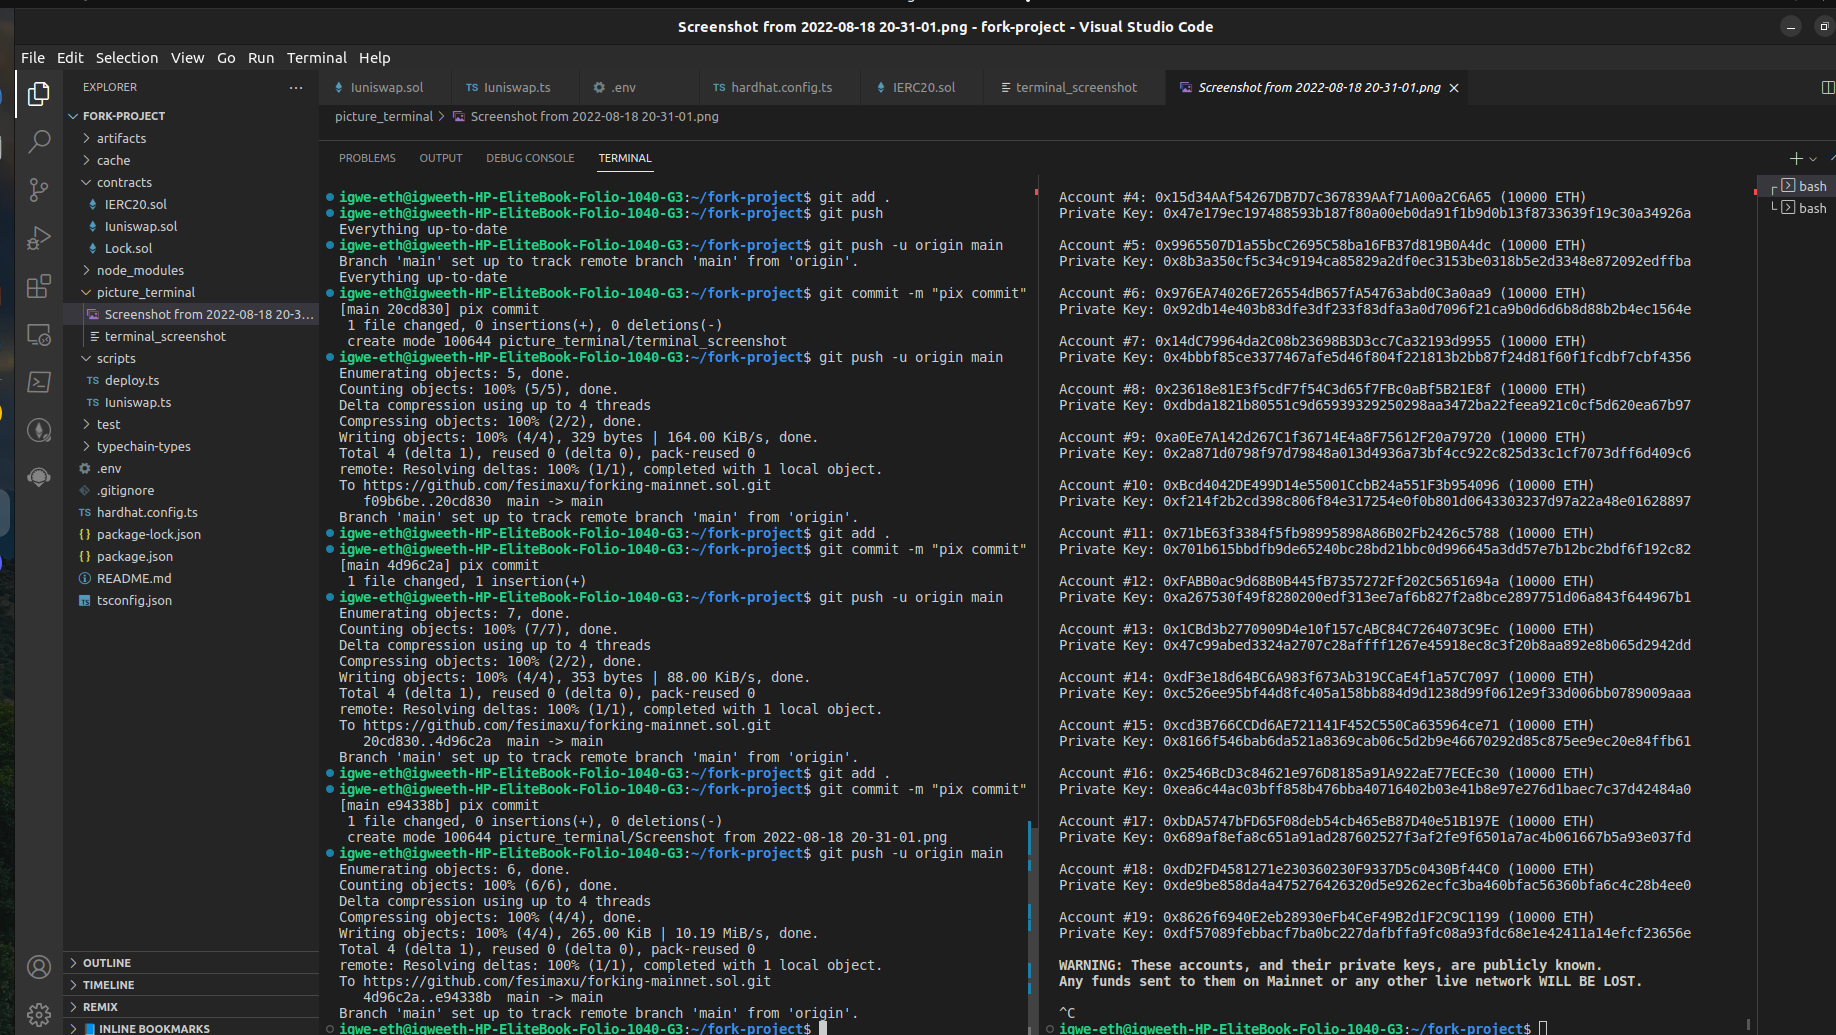 Screenshot from 2022-08-18 20-31-01.png - fork-project - Visual Studio Code
File Edit Selection View Go Run Terminal Help
EXPLORER
FORK-PROJECT
artifacts
cache
contracts
IERC20.sol
Iuniswap.sol
Lock.sol
node_modules
picture_terminal
Screenshot from 2022-08-18 20-3...
terminal_screenshot
scripts
TS deploy.ts
TS Iuniswap.ts
test
typechain-types
.env
.gitignore
TS hardhat.config.ts
{} package-lock.json
{} package.json
README.md
tsconfig.json
OUTLINE
TIMELINE
REMIX
INLINE BOOKMARKS
Iuniswap.sol
TS Iuniswap.ts
.env
TS hardhat.config.ts
IERC20.sol
terminal_screenshot
Screenshot from 2022-08-18 20-31-01.png
picture_terminal > Screenshot from 2022-08-18 20-31-01.png
PROBLEMS OUTPUT DEBUG CONSOLE TERMINAL
igwe-eth@igweeth-HP-EliteBook-Folio-1040-G3:~/fork-project$ git add .
igwe-eth@igweeth-HP-EliteBook-Folio-1040-G3:~/fork-project$ git push
Everything up-to-date
igwe-eth@igweeth-HP-EliteBook-Folio-1040-G3:~/fork-project$ git push -u origin main
Branch 'main' set up to track remote branch 'main' from 'origin'.
Everything up-to-date
igwe-eth@igweeth-HP-EliteBook-Folio-1040-G3:~/fork-project$ git commit -m "pix commit"
[main 20cd830] pix commit
1 file changed, 0 insertions(+), 0 deletions(-)
create mode 100644 picture_terminal/terminal_screenshot
igwe-eth@igweeth-HP-EliteBook-Folio-1040-G3:~/fork-project$ git push -u origin main
Enumerating objects: 5, done.
Counting objects: 100% (5/5), done.
Delta compression using up to 4 threads
Compressing objects: 100% (2/2), done.
Writing objects: 100% (4/4), 329 bytes | 164.00 KiB/s, done.
Total 4 (delta 1), reused 0 (delta 0), pack-reused 0
remote: Resolving deltas: 100% (1/1), completed with 1 local object.
To https://github.com/fesimaxu/forking-mainnet.sol.git
f09b6be..20cd830 main -> main
Branch 'main' set up to track remote branch 'main' from 'origin'.
igwe-eth@igweeth-HP-EliteBook-Folio-1040-G3:~/fork-project$ git add .
igwe-eth@igweeth-HP-EliteBook-Folio-1040-G3:~/fork-project$ git commit -m "pix commit"
[main 4d96c2a] pix commit
1 file changed, 1 insertion(+)
igwe-eth@igweeth-HP-EliteBook-Folio-1040-G3:~/fork-project$ git push -u origin main
Enumerating objects: 7, done.
Counting objects: 100% (7/7), done.
Delta compression using up to 4 threads
Compressing objects: 100% (2/2), done.
Writing objects: 100% (4/4), 353 bytes | 88.00 KiB/s, done.
Total 4 (delta 1), reused 0 (delta 0), pack-reused 0
remote: Resolving deltas: 100% (1/1), completed with 1 local object.
To https://github.com/fesimaxu/forking-mainnet.sol.git
20cd830..4d96c2a main -> main
Branch 'main' set up to track remote branch 'main' from 'origin'.
igwe-eth@igweeth-HP-EliteBook-Folio-1040-G3:~/fork-project$ git add .
igwe-eth@igweeth-HP-EliteBook-Folio-1040-G3:~/fork-project$ git commit -m "pix commit"
[main e94338b] pix commit
1 file changed, 0 insertions(+), 0 deletions(-)
create mode 100644 picture_terminal/Screenshot from 2022-08-18 20-31-01.png
igwe-eth@igweeth-HP-EliteBook-Folio-1040-G3:~/fork-project$ git push -u origin main
Enumerating objects: 6, done.
Counting objects: 100% (6/6), done.
Delta compression using up to 4 threads
Compressing objects: 100% (4/4), done.
Writing objects: 100% (4/4), 265.00 KiB | 10.19 MiB/s, done.
Total 4 (delta 1), reused 0 (delta 0), pack-reused 0
remote: Resolving deltas: 100% (1/1), completed with 1 local object.
To https://github.com/fesimaxu/forking-mainnet.sol.git
4d96c2a..e94338b main -> main
Branch 'main' set up to track remote branch 'main' from 'origin'.
igwe-eth@igweeth-HP-EliteBook-Folio-1040-G3:~/fork-project$
Account #4: 0x15d34AAf54267DB7D7c367839AAf71A00a2C6A65 (10000 ETH)
Private Key: 0x47e179ec197488593b187f80a00eb0da91f1b9d0b13f8733639f19c30a34926a
Account #5: 0x9965507D1a55bcC2695C58ba16FB37d819B0A4dc (10000 ETH)
Private Key: 0x8b3a350cf5c34c9194ca85829a2df0ec3153be0318b5e2d3348e872092edffba
Account #6: 0x976EA74026E726554dB657fA54763abd0C3a0aa9 (10000 ETH)
Private Key: 0x92db14e403b83dfe3df233f83dfa3a0d7096f21ca9b0d6d6b8d88b2b4ec1564e
Account #7: 0x14dC79964da2C08b23698B3D3cc7Ca32193d9955 (10000 ETH)
Private Key: 0x4bbbf85ce3377467afe5d46f804f221813b2bb87f24d81f60f1fcdbf7cbf4356
Account #8: 0x23618e81E3f5cdF7f54C3d65f7FBc0aBf5B21E8f (10000 ETH)
Private Key: 0xdbda1821b80551c9d65939329250298aa3472ba22feea921c0cf5d620ea67b97
Account #9: 0xa0Ee7A142d267C1f36714E4a8F75612F20a79720 (10000 ETH)
Private Key: 0x2a871d0798f97d79848a013d4936a73bf4cc922c825d33c1cf7073dff6d409c6
Account #10: 0xBcd4042DE499D14e55001CcbB24a551F3b954096 (10000 ETH)
Private Key: 0xf214f2b2cd398c806f84e317254e0f0b801d0643303237d97a22a48e01628897
Account #11: 0x71bE63f3384f5fb98995898A86B02Fb2426c5788 (10000 ETH)
Private Key: 0x701b615bbdfb9de65240bc28bd21bbc0d996645a3dd57e7b12bc2bdf6f192c82
Account #12: 0xFABB0ac9d68B0B445fB7357272Ff202C5651694a (10000 ETH)
Private Key: 0xa267530f49f8280200edf313ee7af6b827f2a8bce2897751d06a843f644967b1
Account #13: 0x1CBd3b2770909D4e10f157cABC84C7264073C9Ec (10000 ETH)
Private Key: 0x47c99abed3324a2707c28affff1267e45918ec8c3f20b8aa892e8b065d2942dd
Account #14: 0xdF3e18d64BC6A983f673Ab319CCaE4f1a57C7097 (10000 ETH)
Private Key: 0xc526ee95bf44d8fc405a158bb884d9d1238d99f0612e9f33d006bb0789009aaa
Account #15: 0xcd3B766CCDd6AE721141F452C550Ca635964ce71 (10000 ETH)
Private Key: 0x8166f546bab6da521a8369cab06c5d2b9e46670292d85c875ee9ec20e84ffb61
Account #16: 0x2546BcD3c84621e976D8185a91A922aE77ECEc30 (10000 ETH)
Private Key: 0xea6c44ac03bff858b476bba40716402b03e41b8e97e276d1baec7c37d42484a0
Account #17: 0xbDA5747bFD65F08deb54cb465eB87D40e51B197E (10000 ETH)
Private Key: 0x689af8efa8c651a91ad287602527f3af2fe9f6501a7ac4b061667b5a93e037fd
Account #18: 0xdD2FD4581271e230360230F9337D5c0430Bf44C0 (10000 ETH)
Private Key: 0xde9be858da4a475276426320d5e9262ecfc3ba460bfac56360bfa6c4c28b4ee0
Account #19: 0x8626f6940E2eb28930eFb4CeF49B2d1F2C9C1199 (10000 ETH)
Private Key: 0xdf57089febbacf7ba0bc227dafbffa9fc08a93fdc68e1e42411a14efcf23656e
WARNING: These accounts, and their private keys, are publicly known.
Any funds sent to them on Mainnet or any other live network WILL BE LOST.
^C
igwe-eth@igweeth-HP-EliteBook-Folio-1040-G3:~/fork-project$
bash
bash